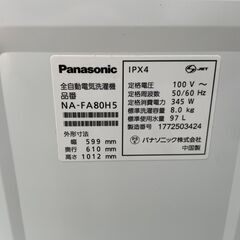 Panasonic
全自動電気洗濯機
品番
NA-FA80H5
外形寸法
幅 599 mm
奥行 610 mm
高さ 1012 mm
IPX4
JET
定格電圧 100 V～
定格周波数 50/60 Hz
定格消費電力 345 W
標準洗濯容量 8.0 kg
標準使用水量 97 L
製造番号 1772503424
パナソニック株式会社
中国製